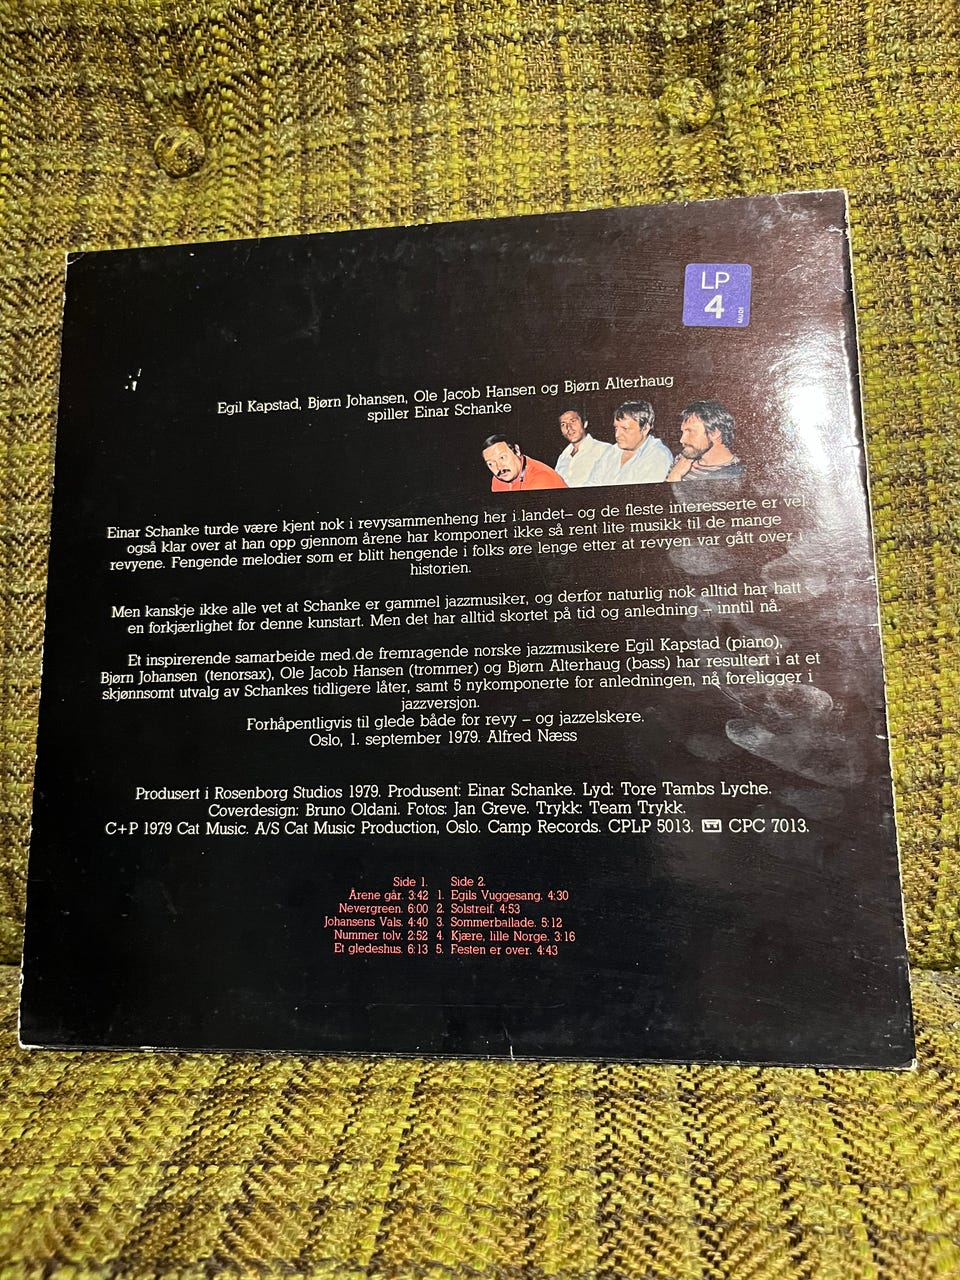 LP
4
MODI
Egil Kapstad, Bjørn Johansen, Ole Jacob Hansen og Bjørn Alterhaug
spiller Einar Schanke
Einar Schanke turde være kjent nok i revysammenheng her i landet– og de fleste interesserte er vel
også klar over at han opp gjennom årene har komponert ikke så rent lite musikk til de mange
revyene. Fengende melodier som er blitt hengende i folks øre lenge etter at revyen var gått over i
historien.
Men kanskje ikke alle vet at Schanke er gammel jazzmusiker, og derfor naturlig nok alltid har hatt
en forkjærlighet for denne kunstart. Men det har alltid skortet på tid og anledning – inntil nå.
Et inspirerende samarbeide med de fremragende norske jazzmusikere Egil Kapstad (piano),
Bjørn Johansen (tenorsax), Ole Jacob Hansen (trommer) og Bjørn Alterhaug (bass) har resultert i at et
skjønnsomt utvalg av Schankes tidligere låter, samt 5 nykomponerte for anledningen, nå foreligger i
jazzversjon.
Forhåpentligvis til glede både for revy – og jazzelskere.
Oslo, 1. september 1979. Alfred Næss
Produsert i Rosenborg Studios 1979. Produsent: Einar Schanke. Lyd: Tore Tambs Lyche.
Coverdesign: Bruno Oldani. Fotos: Jan Greve. Trykk: Team Trykk.
C+P 1979 Cat Music. A/S Cat Music Production, Oslo. Camp Records. CPLP 5013. CPC 7013.
Side 1. Side 2.
Årene går. 3:42 1. Egils Vuggesang. 4:30
Nevergreen. 6:00 2. Solstreif. 4:53
Johansens Vals. 4:40 3. Sommerballade. 5:12
Nummer tolv. 2:52 4. Kjære, lille Norge. 3:16
Et gledeshus. 6:13 5. Festen er over. 4:43